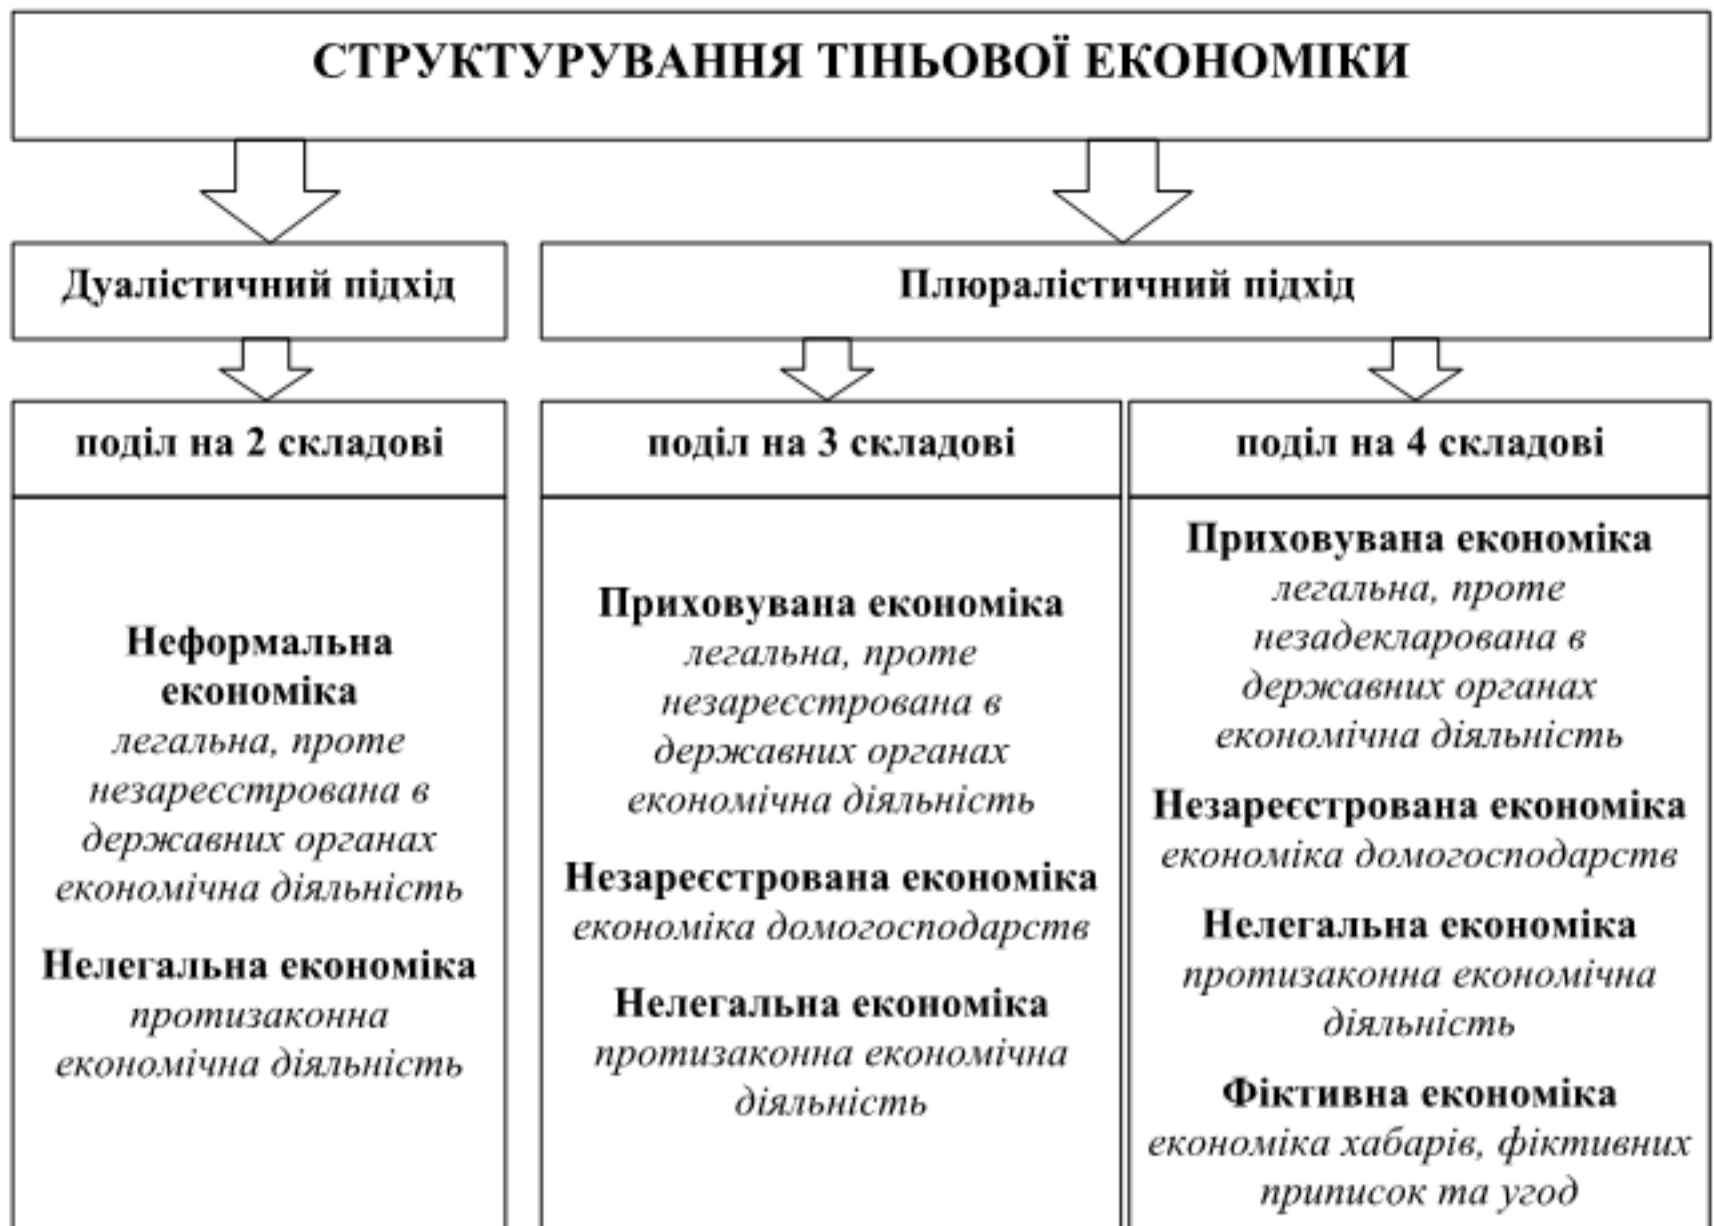 СТРУКТУРУВАННЯ ТІНЬОВОЇ ЕКОНОМІКИ
Дуалістичний підхід
Плюралістичний підхід
поділ на 2 складові
поділ на 3 складові
поділ на 4 складові
Неформальна
економіка
легальна, проте
незареєстрована в
державних органах
економічна діяльність
Нелегальна економіка
протизаконна
економічна діяльність
Приховувана економіка
легальна, проте
незареєстрована в
державних органах
економічна діяльність
Незареєстрована економіка
економіка домогосподарств
Нелегальна економіка
протизаконна економічна
діяльність
Приховувана економіка
легальна, проте
незадекларована в
державних органах
економічна діяльність
Незареєстрована економіка
економіка домогосподарств
Нелегальна економіка
протизаконна економічна
діяльність
Фіктивна економіка
економіка хабарів, фіктивних
приписок та угод